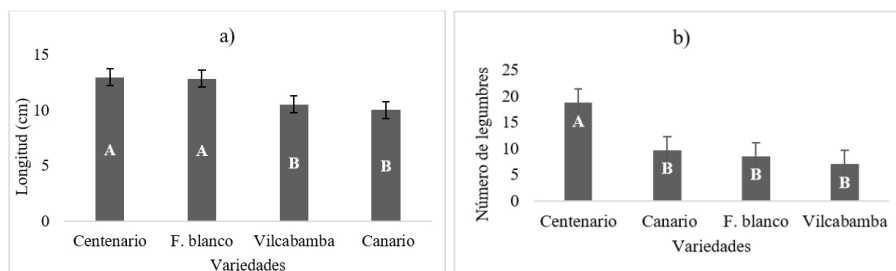 a)
15
10
5
0
Longitud (cm)
A
A
B
B
Centenario
F. blanco
Vilcabamba
Canario
Variedades
b)
25
20
15
10
5
0
Número de legumbres
A
B
B
B
Centenario
Canario
F. blanco
Vilcabamba
Variedades